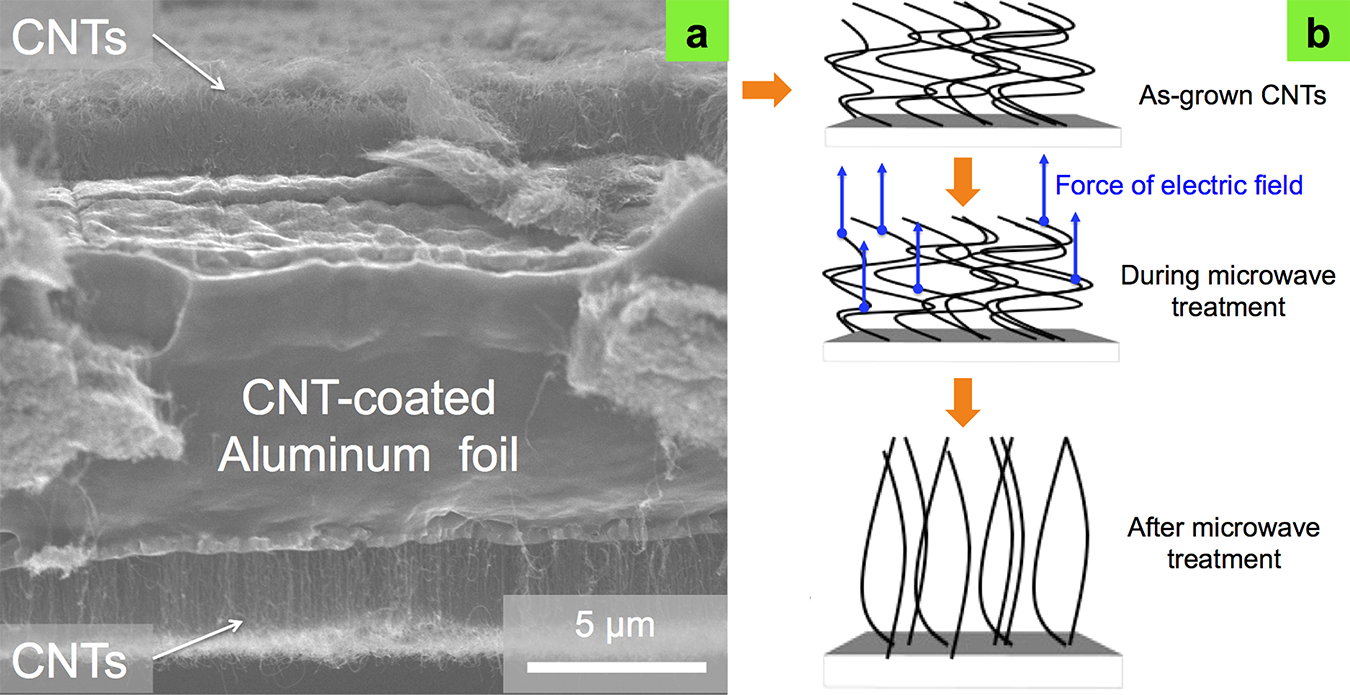 CNTs
a
CNT-coated
Aluminum foil
5 µm
CNTs
b
As-grown CNTs
Force of electric field
During microwave
treatment
After microwave
treatment